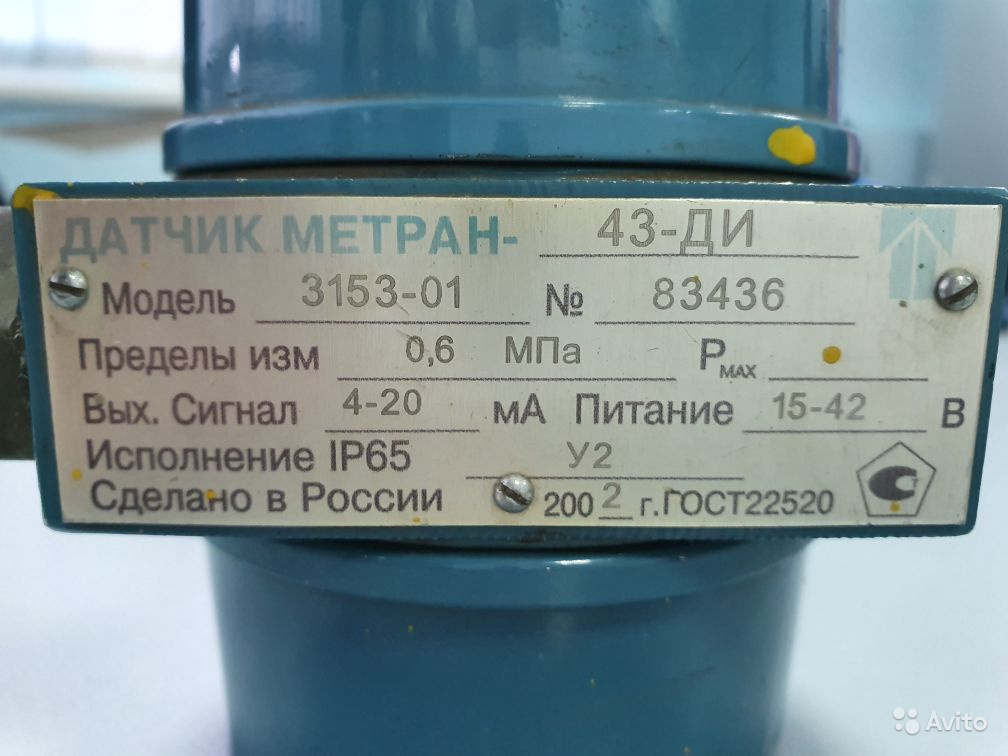 ДАТЧИК МЕТРАН- 43-ДИ
Модель 3153-01 № 83436
Пределы изм 0,6 МПа Рмах
Вых. Сигнал 4-20 мА Питание 15-42 В
Исполнение IP65 У2
Сделано в России 2002 г. ГОСТ22520
Avito